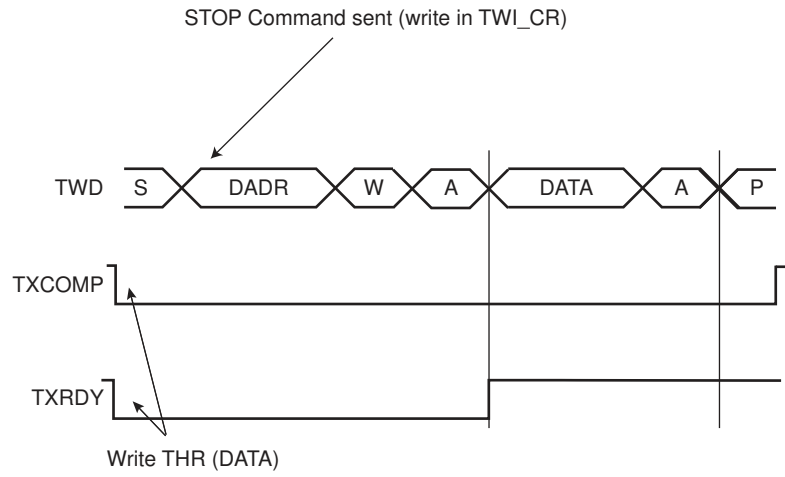 STOP Command sent (write in TWI_CR)
TWD S DADR W A DATA A P
TXCOMP
TXRDY
Write THR (DATA)